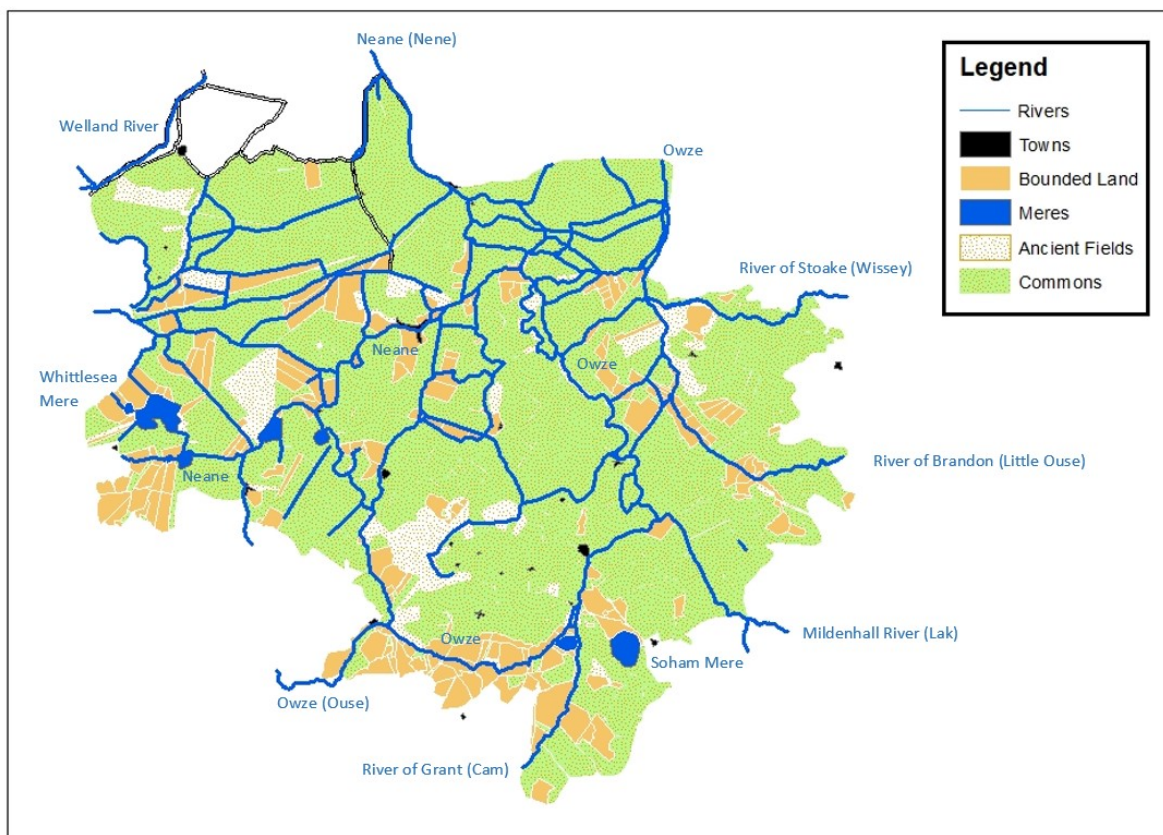 Neane (Nene)
Legend
Rivers
Towns
Bounded Land
Meres
Ancient Fields
Commons
Welland River
Owze
River of Stoake (Wissey)
Neane
Owze
Whittlesea
Mere
River of Brandon (Little Ouse)
Neane
Mildenhall River (Lak)
Owze
Soham Mere
Owze (Ouse)
River of Grant (Cam)